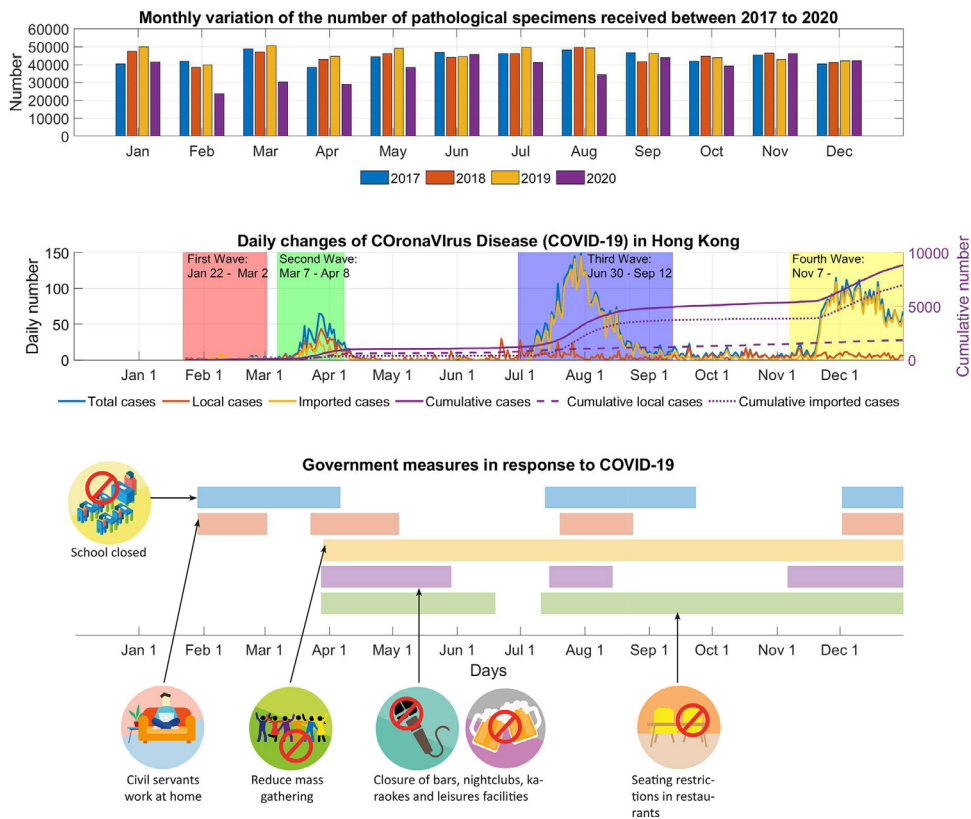 Monthly variation of the number of pathological specimens received between 2017 to 2020
60000
50000
40000
30000
20000
10000
0
Number
Jan Feb Mar Apr May Jun Jul Aug Sep Oct Nov Dec
2017 2018 2019 2020
Daily changes of COronaVIrus Disease (COVID-19) in Hong Kong
150
100
50
0
Daily number
First Wave:
Jan 22 - Mar 2
Second Wave:
Mar 7 - Apr 8
Third Wave:
Jun 30 - Sep 12
Fourth Wave:
Nov 7 -
10000
5000
0
Cumulative number
Jan 1 Feb 1 Mar 1 Apr 1 May 1 Jun 1 Jul 1 Aug 1 Sep 1 Oct 1 Nov 1 Dec 1
Total cases Local cases Imported cases Cumulative cases Cumulative local cases Cumulative imported cases
Government measures in response to COVID-19
School closed
Jan 1 Feb 1 Mar 1 Apr 1 May 1 Jun 1 Jul 1 Aug 1 Sep 1 Oct 1 Nov 1 Dec 1
Days
Civil servants
work at home
Reduce mass
gathering
Closure of bars, nightclubs, ka-
raokes and leisures facilities
Seating restric-
tions in restau-
rants